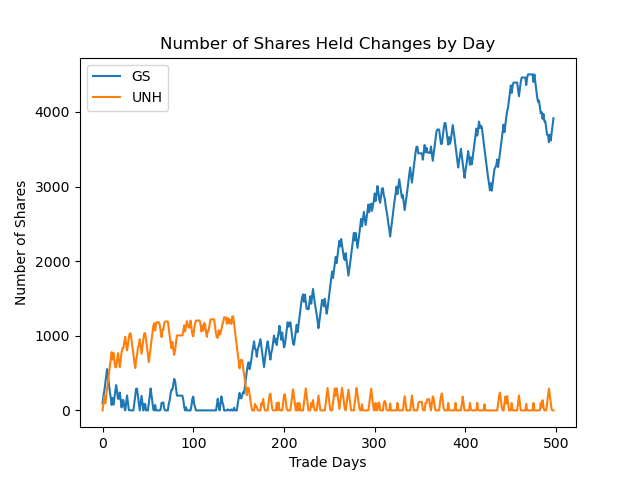 Number of Shares Held Changes by Day
GS
UNH
4000
3000
2000
1000
0
Number of Shares
0 100 200 300 400 500
Trade Days